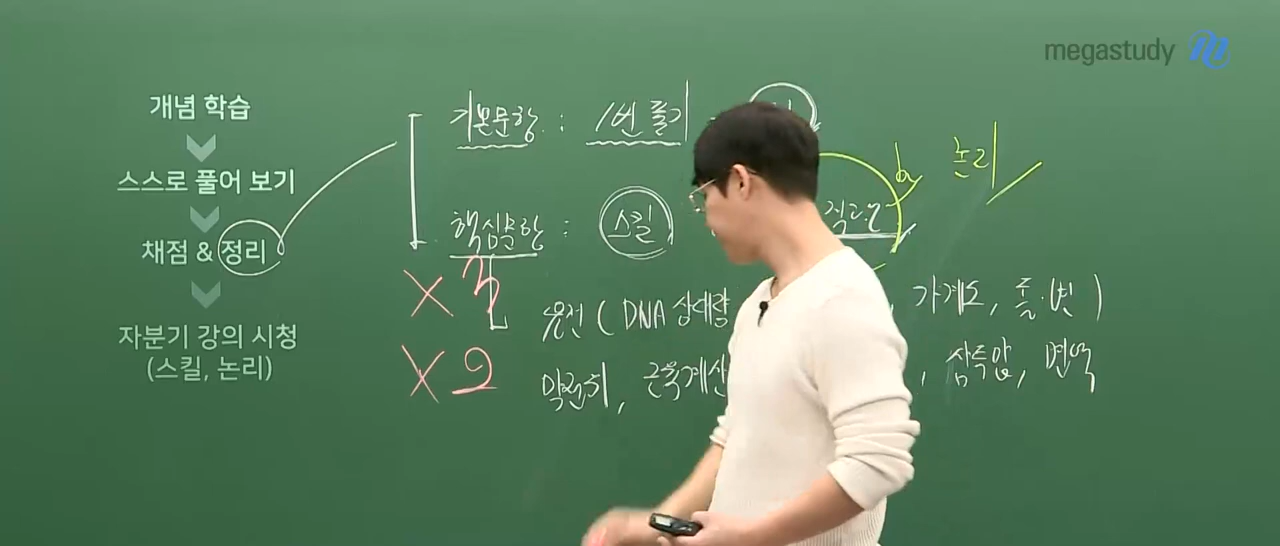 megastudy
개념 학습
스스로 풀어 보기
채점 & 정리
자분기 강의 시청
(스킬, 논리)
기본문항 : 1번 풀기
논리
핵심문항 : 스킬
직관
X 3
유전 ( DNA 상대량 , 가계도, 돌·변 )
X 2
막전위, 근육계산 , 삼투압, 면역